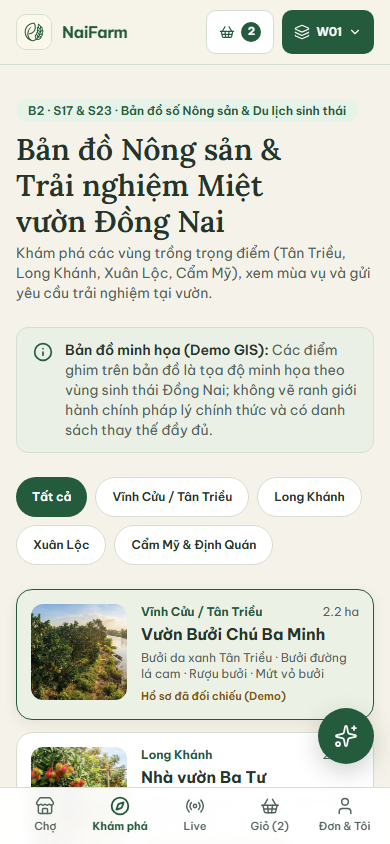 NaiFarm
2
W01
B2 · S17 & S23 · Bản đồ số Nông sản & Du lịch sinh thái
Bản đồ Nông sản &
Trải nghiệm Miệt
vườn Đồng Nai
Khám phá các vùng trồng trọng điểm (Tân Triều,
Long Khánh, Xuân Lộc, Cẩm Mỹ), xem mùa vụ và gửi
yêu cầu trải nghiệm tại vườn.
Bản đồ minh họa (Demo GIS): Các điểm
ghim trên bản đồ là tọa độ minh họa theo
vùng sinh thái Đồng Nai; không vẽ ranh giới
hành chính pháp lý chính thức và có danh
sách thay thế đầy đủ.
Tất cả
Vĩnh Cửu / Tân Triều
Long Khánh
Xuân Lộc
Cẩm Mỹ & Định Quán
Vĩnh Cửu / Tân Triều
2.2 ha
Vườn Bưởi Chú Ba Minh
Bưởi da xanh Tân Triều · Bưởi đường
lá cam · Rượu bưởi · Mứt vỏ bưởi
Hồ sơ đã đối chiếu (Demo)
Long Khánh
Nhà vườn Ba Tư
Chợ
Khám phá
Live
Giỏ (2)
Đơn & Tôi